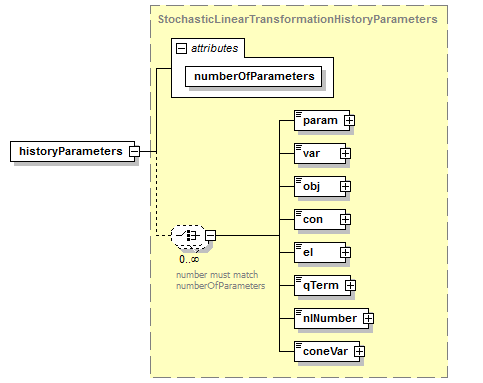 StochasticLinearTransformationHistoryParameters
attributes
numberOfParameters
historyParameters
param
var
obj
con
el
qTerm
nlNumber
coneVar
0..∞
number must match
numberOfParameters